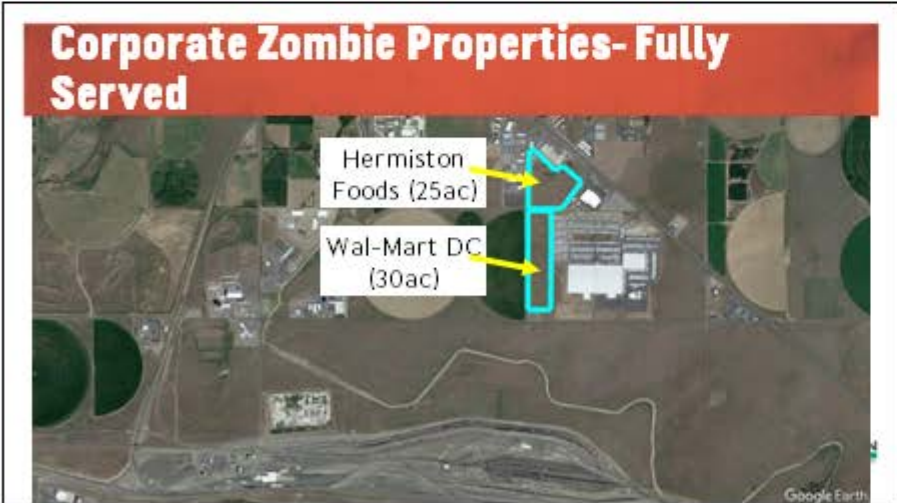 Corporate Zombie Properties- Fully
Served
Hermiston
Foods (25ac)
Wal-Mart DC
(30ac)
N
Google Earth